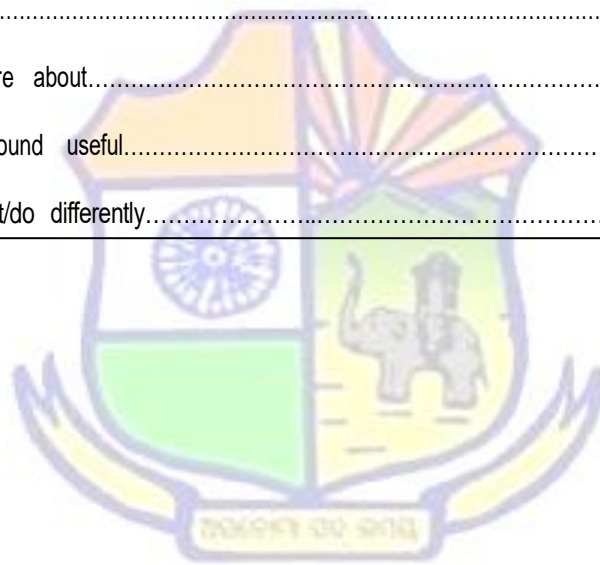 ...............................................................................
re about...............................................................................
ound useful...............................................................................
t/do differently...............................................................................